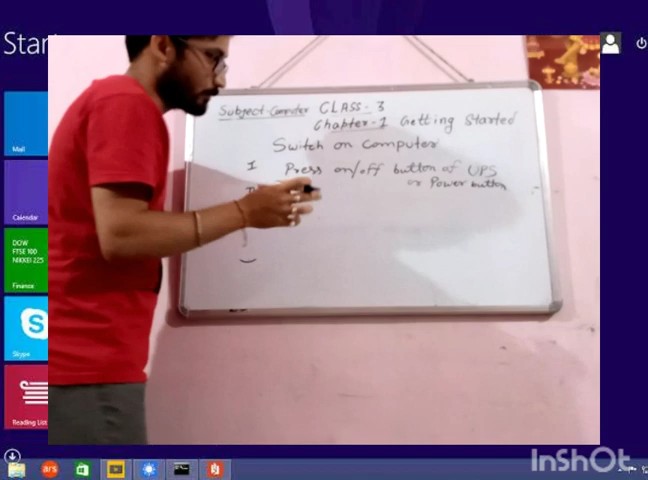 Start
Mail
Calendar
DOW
FTSE 100
NIKKEI 225
Finance
Skype
Reading List
Subject-Computer CLASS-3
Chapter-1 Getting Started
Switch on Computer
I Press on/off button of UPS
or Power button
ars
InShOt